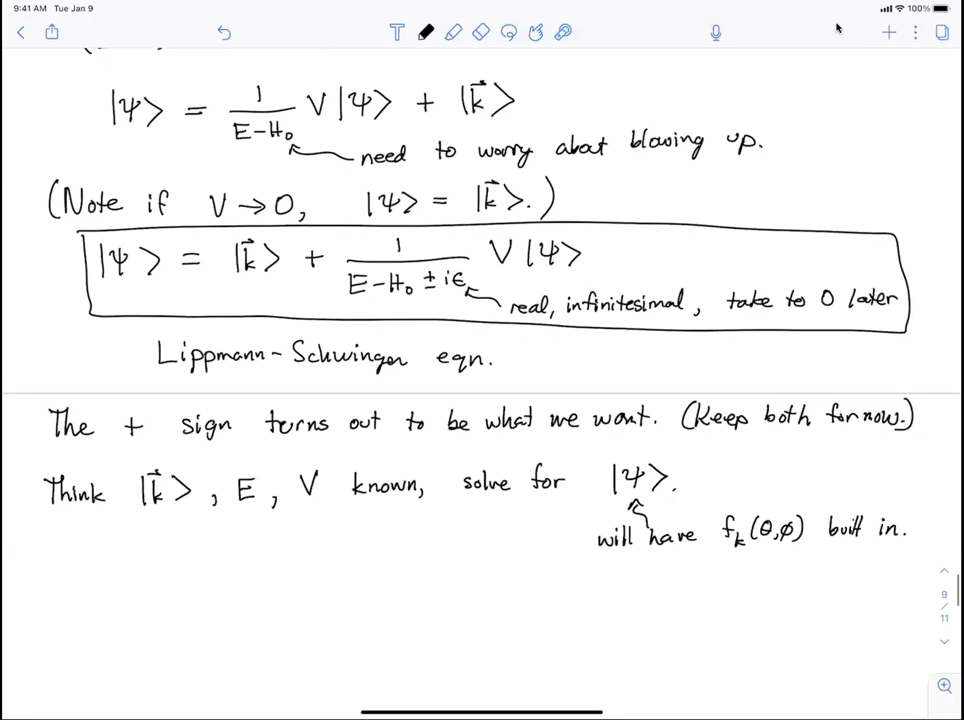 9:41 AM Tue Jan 9
100%
|Ψ> = 1/(E-H₀) V|Ψ> + |k⃗>
need to worry about blowing up.
(Note if V → 0, |Ψ> = |k⃗>.)
|Ψ> = |k⃗> + 1/(E-H₀ ± iε) V|Ψ>
real, infinitesimal, take to 0 later
Lippmann-Schwinger eqn.
The + sign turns out to be what we want. (Keep both for now.)
Think |k⃗>, E, V known, solve for |Ψ>.
will have fₖ(θ,φ) built in.
9
/
11